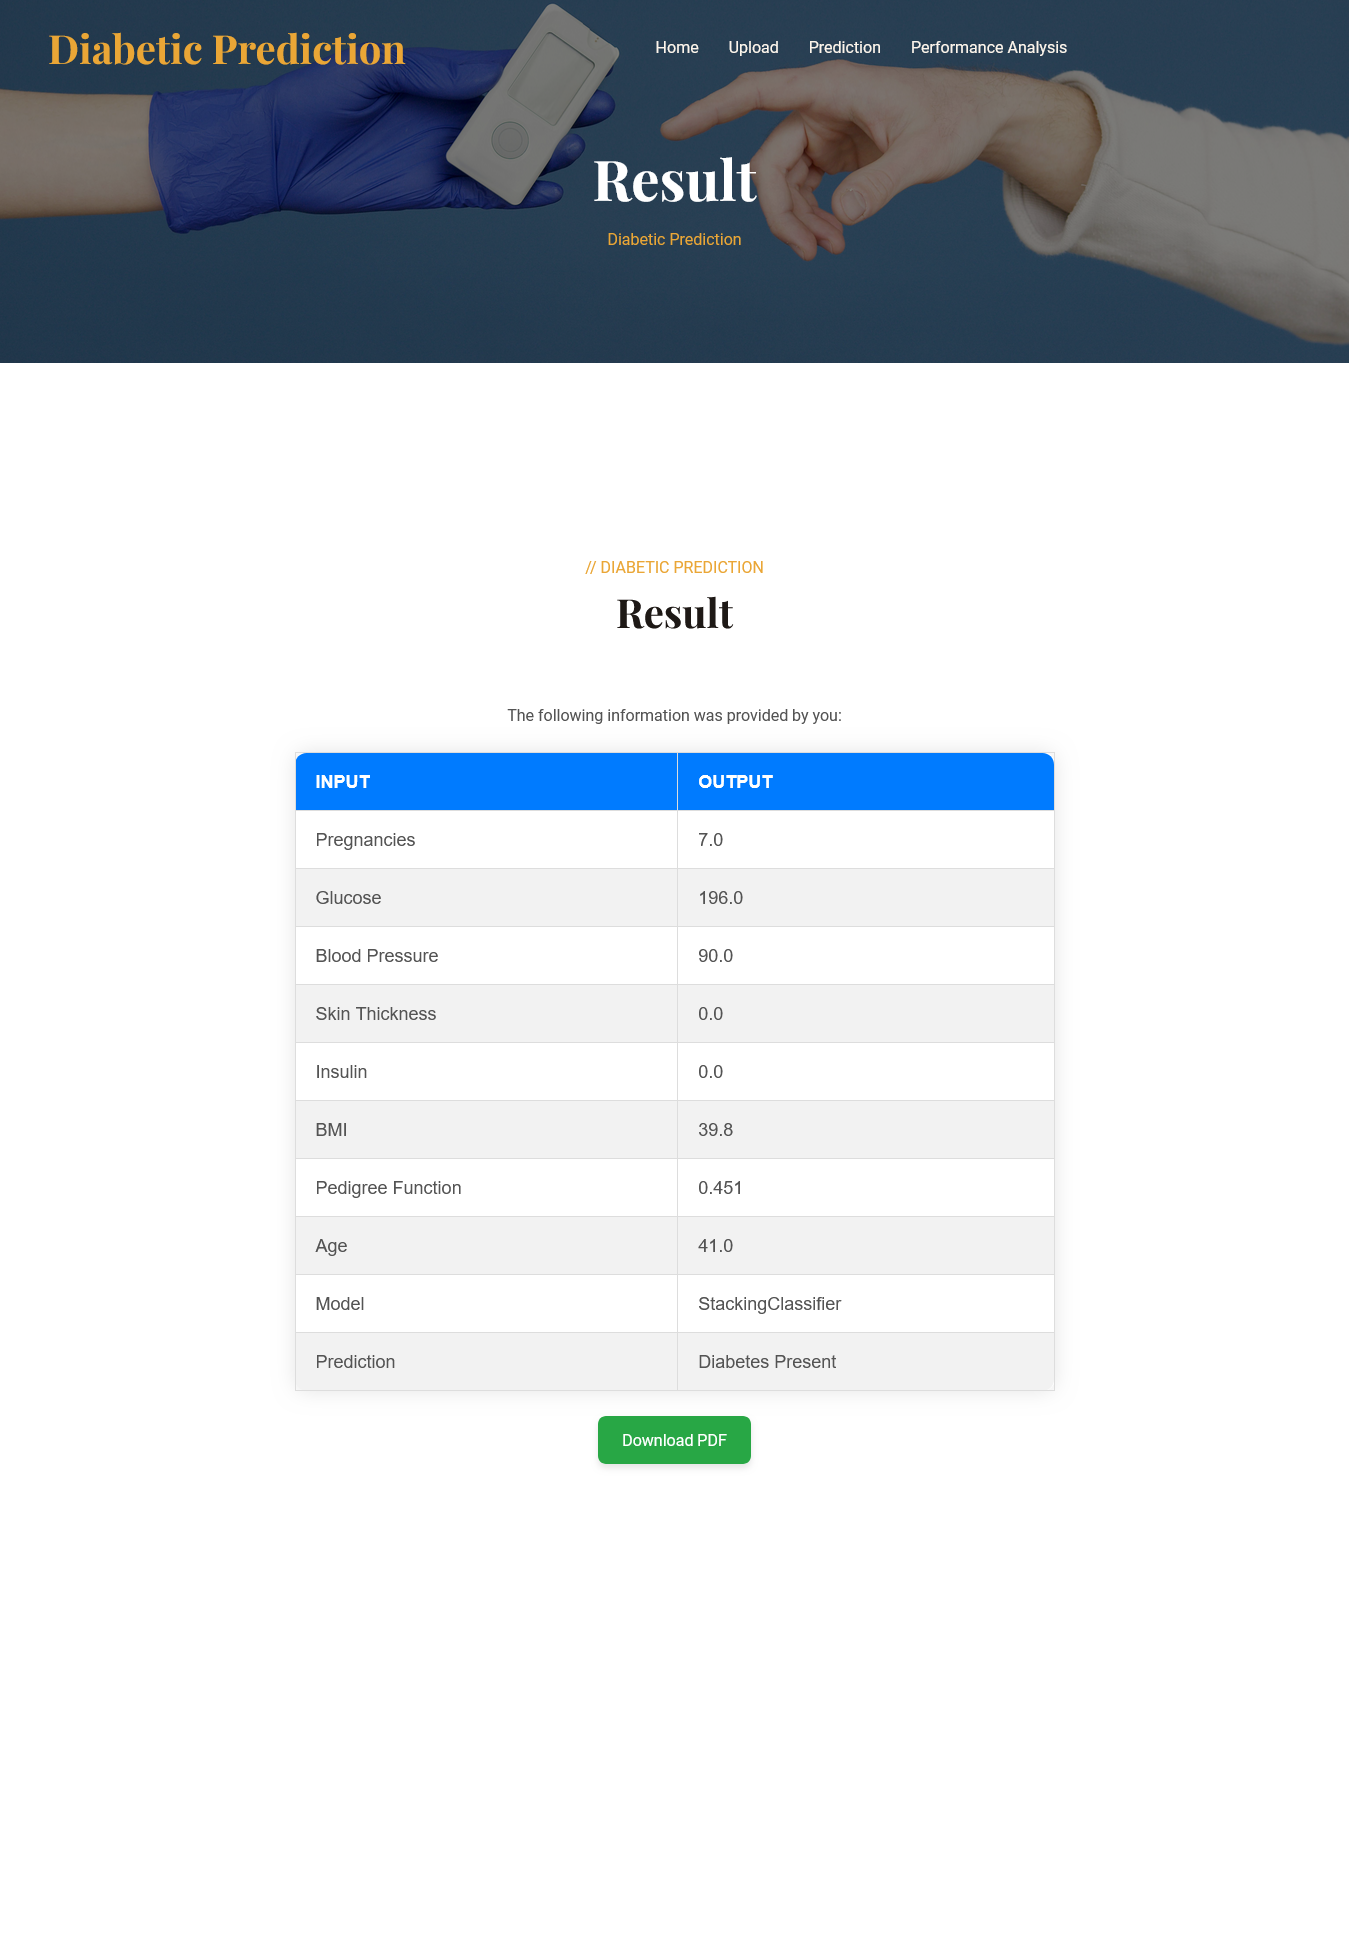 Diabetic Prediction
Home Upload Prediction Performance Analysis
Result
Diabetic Prediction
// DIABETIC PREDICTION
Result
The following information was provided by you:
INPUT OUTPUT
Pregnancies 7.0
Glucose 196.0
Blood Pressure 90.0
Skin Thickness 0.0
Insulin 0.0
BMI 39.8
Pedigree Function 0.451
Age 41.0
Model StackingClassifier
Prediction Diabetes Present
Download PDF